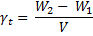 γₜ = (W₂ − W₁) / V